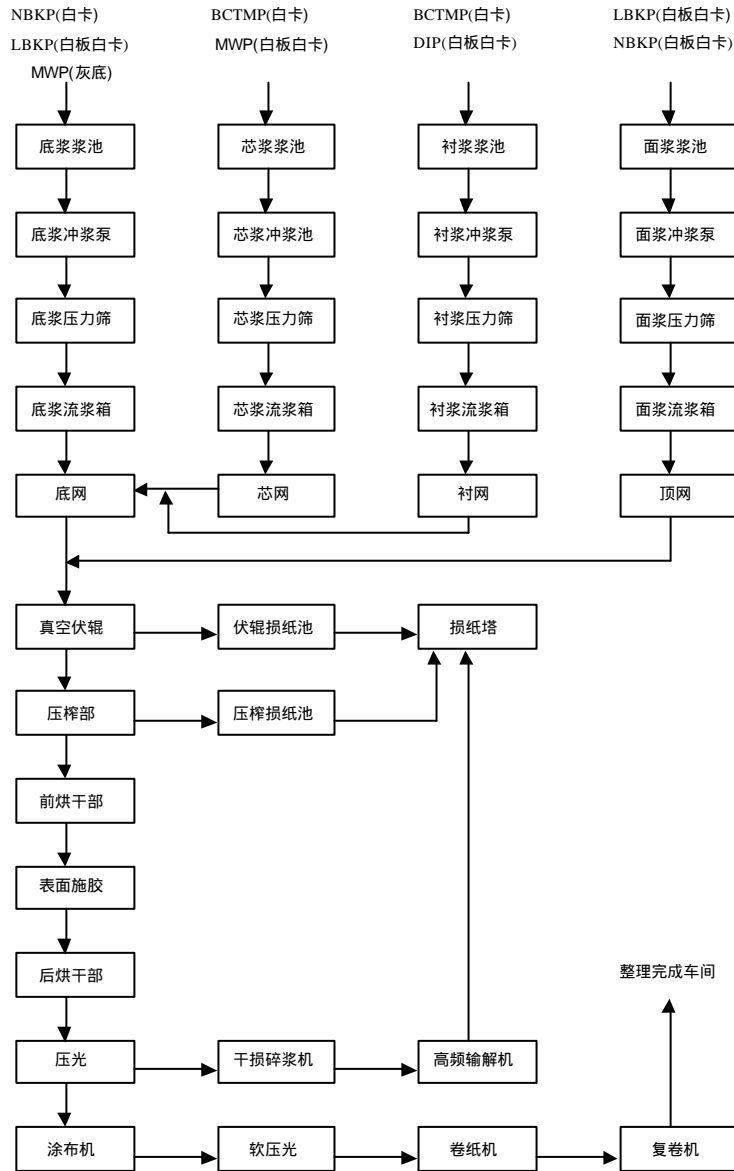 NBKP(白卡) BCTMP(白卡) BCTMP(白卡) LBKP(白板白卡)
LBKP(白板白卡) MWP(白板白卡) DIP(白板白卡) NBKP(白板白卡)
MWP(灰底)
底浆浆池 芯浆浆池 衬浆浆池 面浆浆池
底浆冲浆泵 芯浆冲浆池 衬浆冲浆泵 面浆冲浆泵
底浆压力筛 芯浆压力筛 衬浆压力筛 面浆压力筛
底浆流浆箱 芯浆流浆箱 衬浆流浆箱 面浆流浆箱
底网 芯网 衬网 顶网
真空伏辊 伏辊损纸池 损纸塔
压榨部 压榨损纸池
前烘干部
表面施胶
后烘干部 整理完成车间
压光 干损碎浆机 高频输解机
涂布机 软压光 卷纸机 复卷机